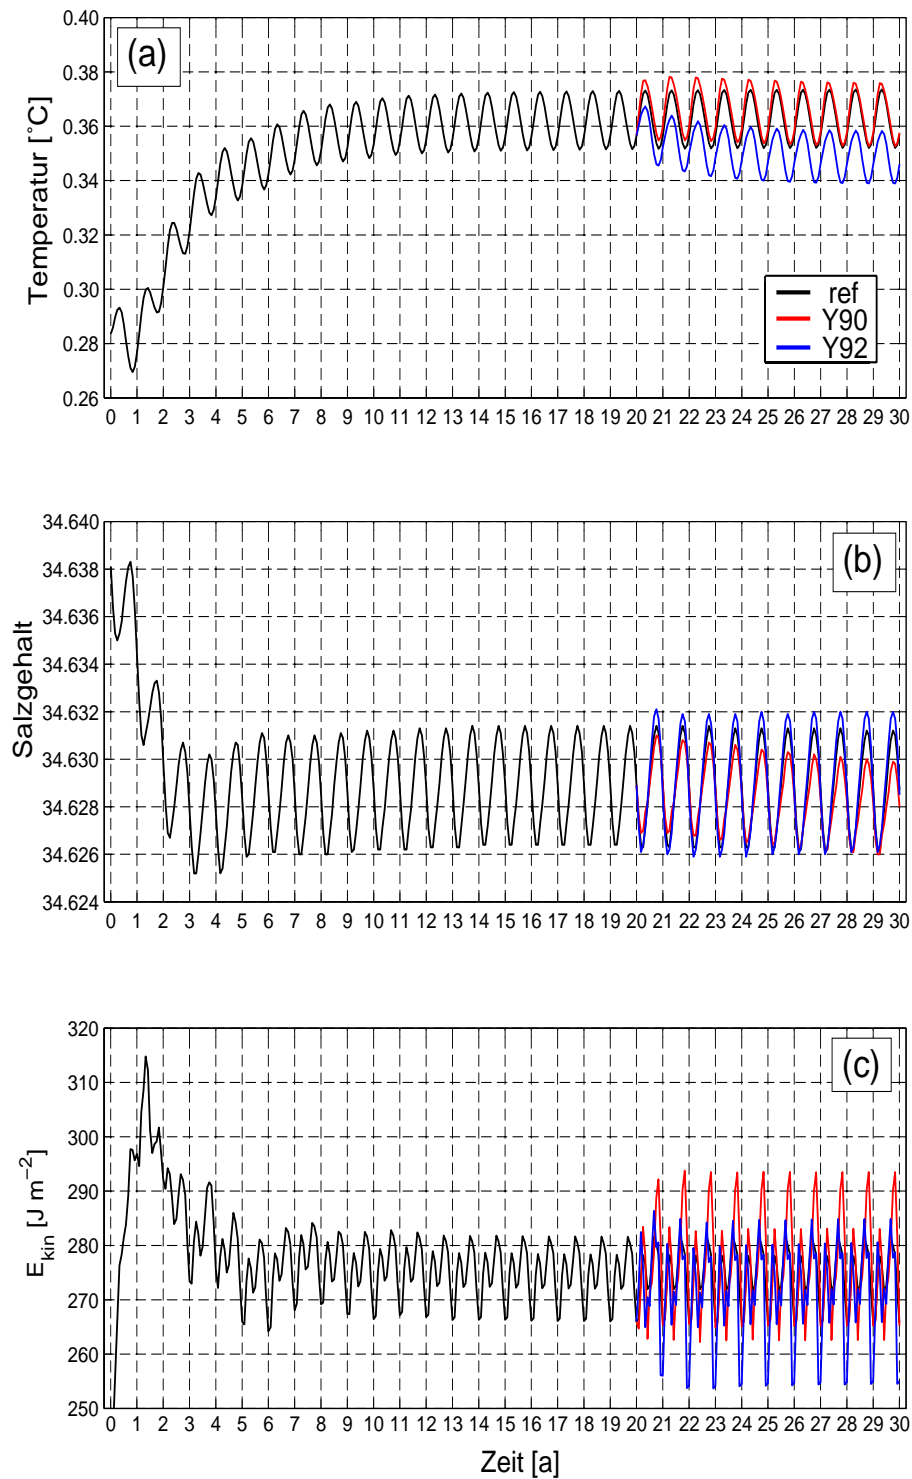 (a)
Temperatur [°C]
0.40
0.38
0.36
0.34
0.32
0.30
0.28
0.26
ref
Y90
Y92
0 1 2 3 4 5 6 7 8 9 10 11 12 13 14 15 16 17 18 19 20 21 22 23 24 25 26 27 28 29 30
(b)
Salzgehalt
34.640
34.638
34.636
34.634
34.632
34.630
34.628
34.626
34.624
0 1 2 3 4 5 6 7 8 9 10 11 12 13 14 15 16 17 18 19 20 21 22 23 24 25 26 27 28 29 30
(c)
E_kin [J m−2]
320
310
300
290
280
270
260
250
0 1 2 3 4 5 6 7 8 9 10 11 12 13 14 15 16 17 18 19 20 21 22 23 24 25 26 27 28 29 30
Zeit [a]